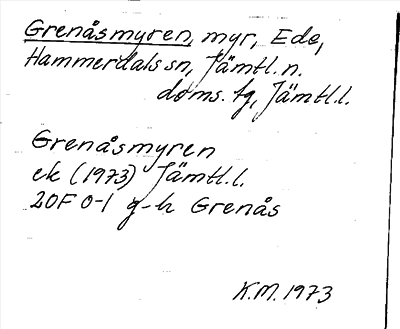 Grenåsmyren, myr, Ede,
Hammerdals sn, Jämtl. n.
doms. tg, Jämtl. l.
Grenåsmyren
ek (1973) Jämtl. l.
20F 0-1 g-h Grenås
K.M. 1973